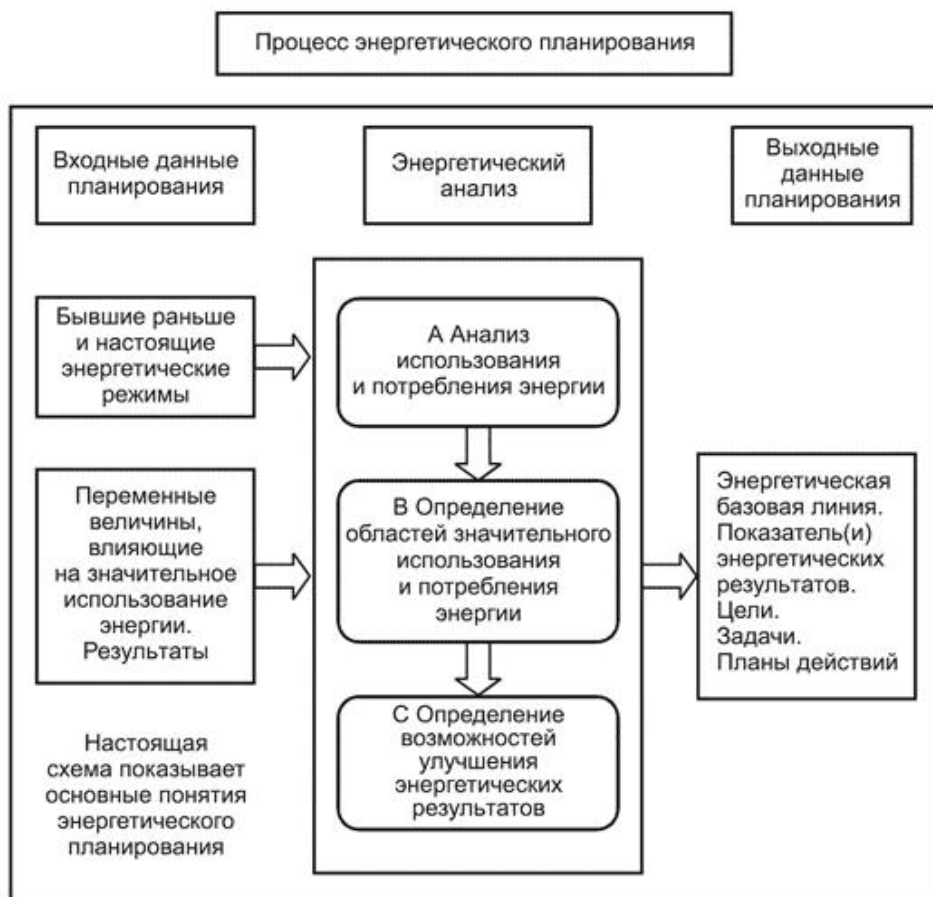 Процесс энергетического планирования
Входные данные
планирования
Энергетический
анализ
Выходные
данные
планирования
Бывшие раньше
и настоящие
энергетические
режимы
А Анализ
использования
и потребления энергии
Переменные
величины,
влияющие
на значительное
использование
энергии.
Результаты
В Определение
областей значительного
использования
и потребления
энергии
Энергетическая
базовая линия.
Показатель(и)
энергетических
результатов.
Цели.
Задачи.
Планы действий
С Определение
возможностей
улучшения
энергетических
результатов
Настоящая
схема показывает
основные понятия
энергетического
планирования